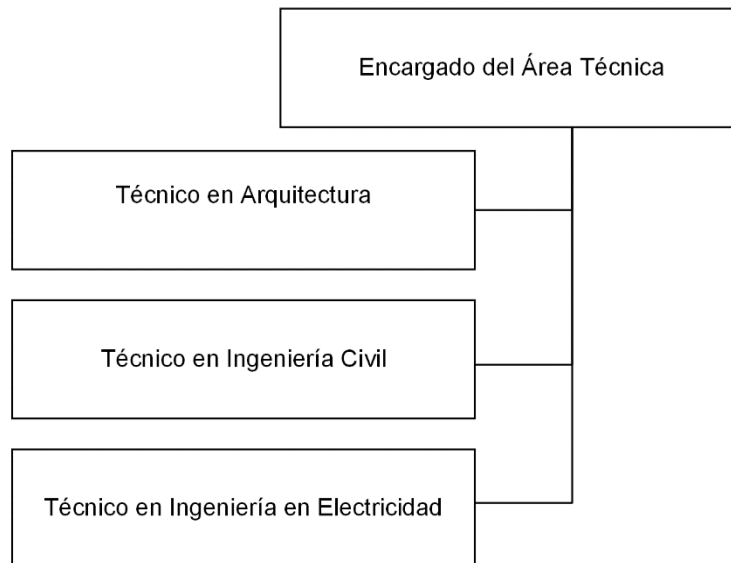 Encargado del Área Técnica
Técnico en Arquitectura
Técnico en Ingeniería Civil
Técnico en Ingeniería en Electricidad